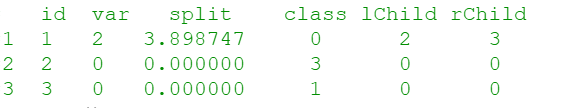 id var split class lChild rChild
1 1 2 3.898747 0 2 3
2 2 0 0.000000 3 0 0
3 3 0 0.000000 1 0 0